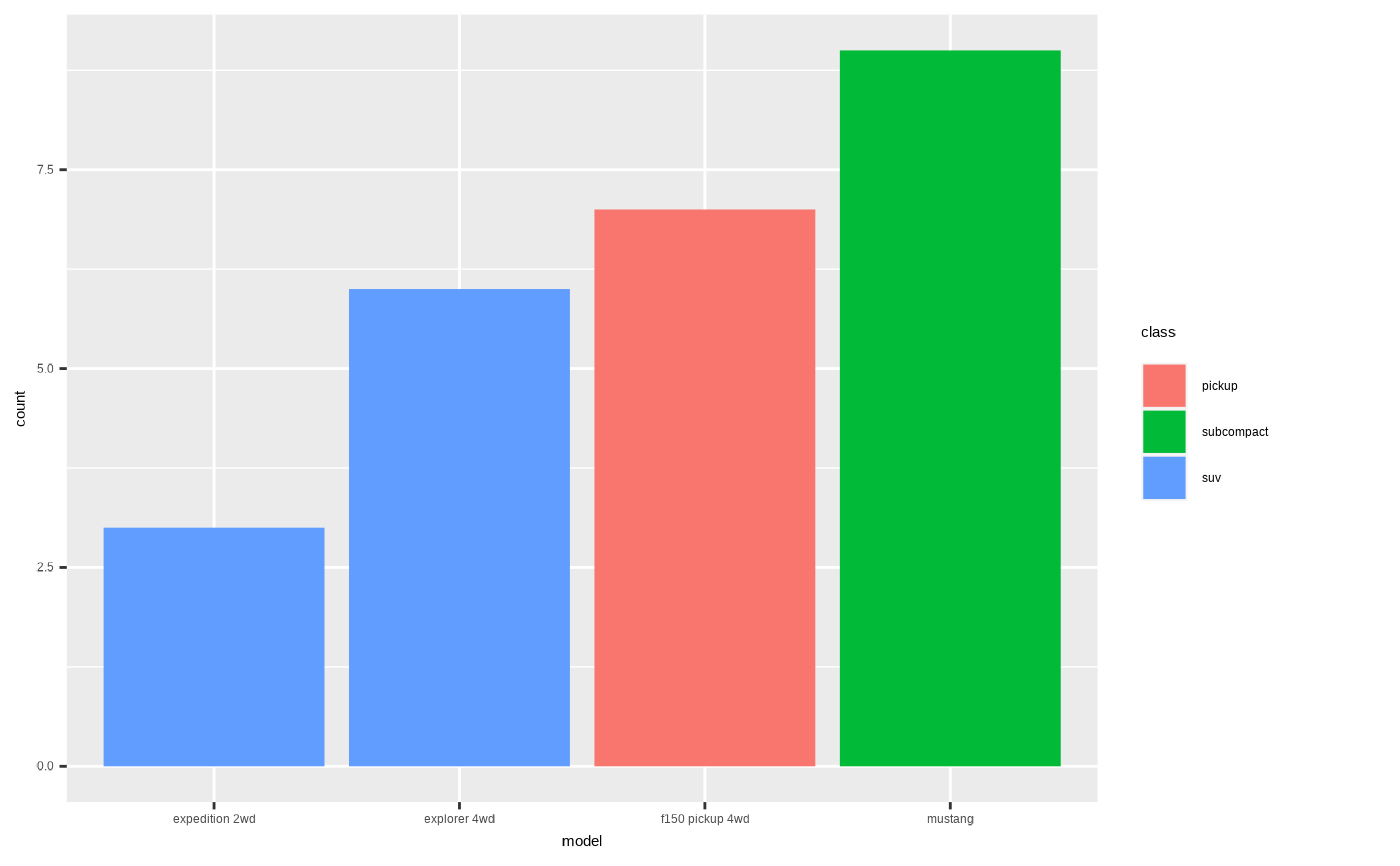 7.5
5.0
2.5
0.0
count
expedition 2wd
explorer 4wd
f150 pickup 4wd
mustang
model
class
pickup
subcompact
suv